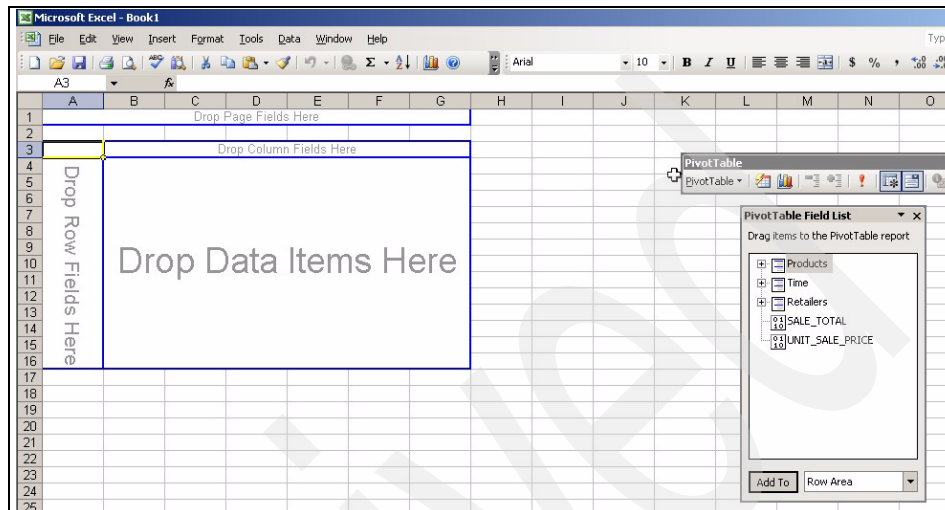 Microsoft Excel - Book1
File Edit View Insert Format Tools Data Window Help
Typ
Arial 10 B I U $ % ,
A3 fx
A B C D E F G H I J K L M N O
1 Drop Page Fields Here
2
3 Drop Column Fields Here
4
5
6
7
8
9
10
11
12
13
14
15
16
17
18
19
20
21
22
23
24
25
Drop Row Fields Here
Drop Data Items Here
PivotTable
PivotTable
PivotTable Field List
Drag items to the PivotTable report
Products
Time
Retailers
SALE_TOTAL
UNIT_SALE_PRICE
Add To Row Area